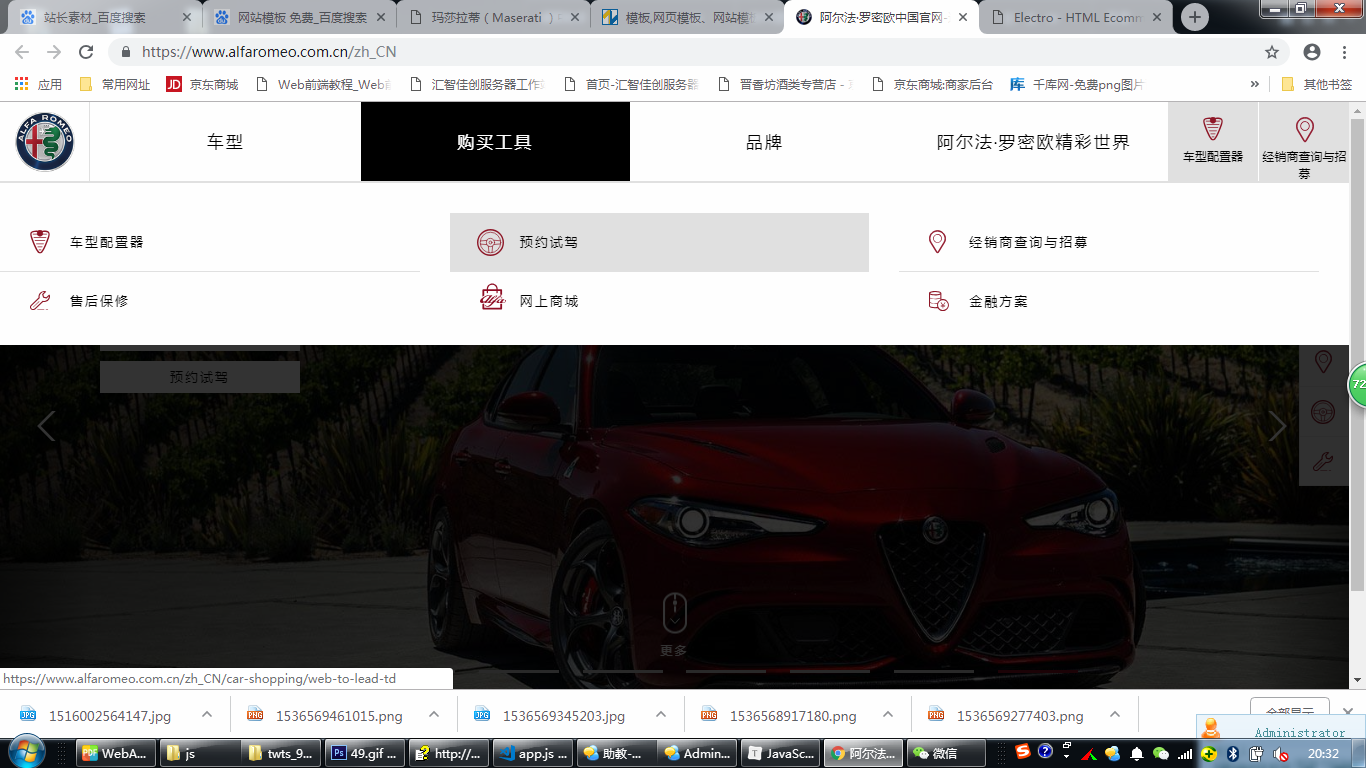 站长素材_百度搜索
网站模板 免费_百度搜索
玛莎拉蒂 ( Maserati )
模板,网页模板、网站模
阿尔法·罗密欧中国官网-
Electro - HTML Ecomm
https://www.alfaromeo.com.cn/zh_CN
应用
常用网址
JD 京东商城
Web前端教程_Web
汇智佳创服务器工作
首页-汇智佳创服务器
晋香坊酒类专营店 -
京东商城:商家后台
千库网-免费png图片
»
其他书签
ALFA ROMEO
车型
购买工具
品牌
阿尔法·罗密欧精彩世界
车型配置器
经销商查询与招
募
车型配置器
预约试驾
经销商查询与招募
售后保修
网上商城
金融方案
预约试驾
72
更多
https://www.alfaromeo.com.cn/zh_CN/car-shopping/web-to-lead-td
1516002564147.jpg
1536569461015.png
1536569345203.jpg
1536568917180.png
1536569277403.png
全部显示
Administrator
WebA...
js
twts_9...
49.gif ...
http://...
app.js ...
助教-...
Admin...
JavaSc...
阿尔法...
微信
20:32